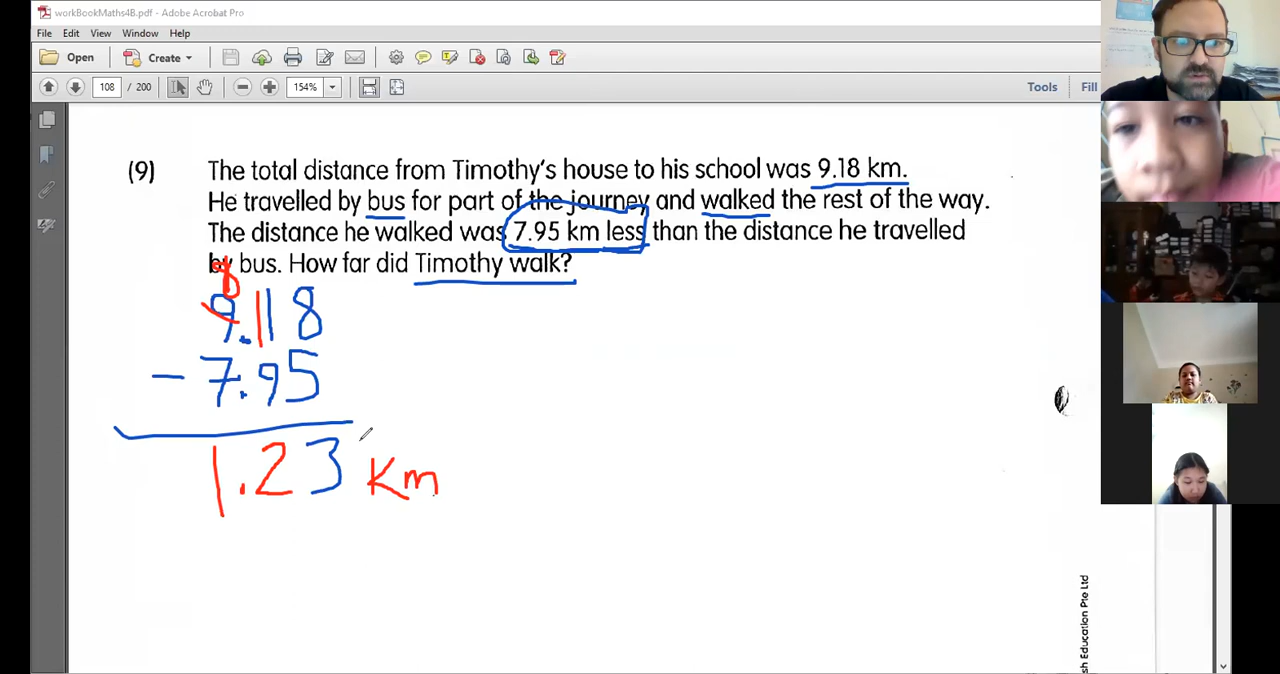 workBookMaths4B.pdf - Adobe Acrobat Pro
File Edit View Window Help
Open Create
108 / 200 154% Tools Fill
(9) The total distance from Timothy's house to his school was 9.18 km.
He travelled by bus for part of the journey and walked the rest of the way.
The distance he walked was 7.95 km less than the distance he travelled
by bus. How far did Timothy walk?
8
9.118
- 7.95
1.23 km
sh Education Pte Ltd